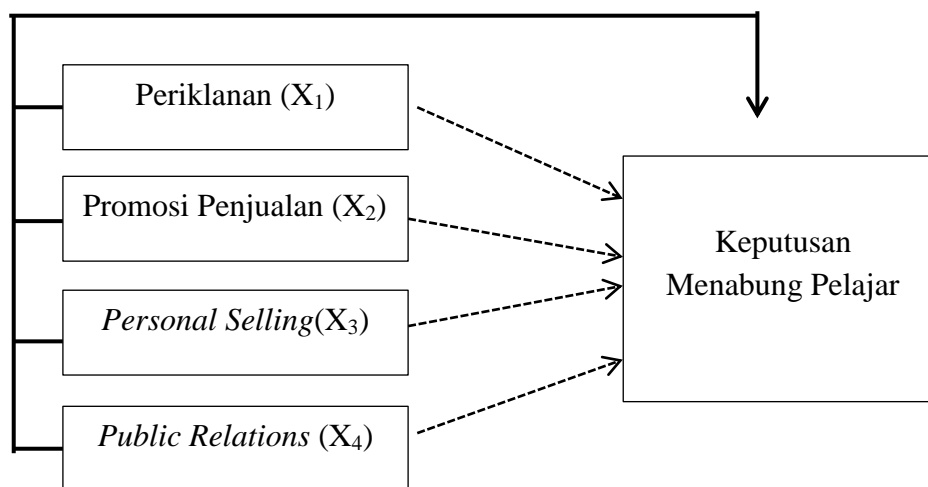 Periklanan (X₁)
Promosi Penjualan (X₂)
Personal Selling(X₃)
Public Relations (X₄)
Keputusan
Menabung Pelajar